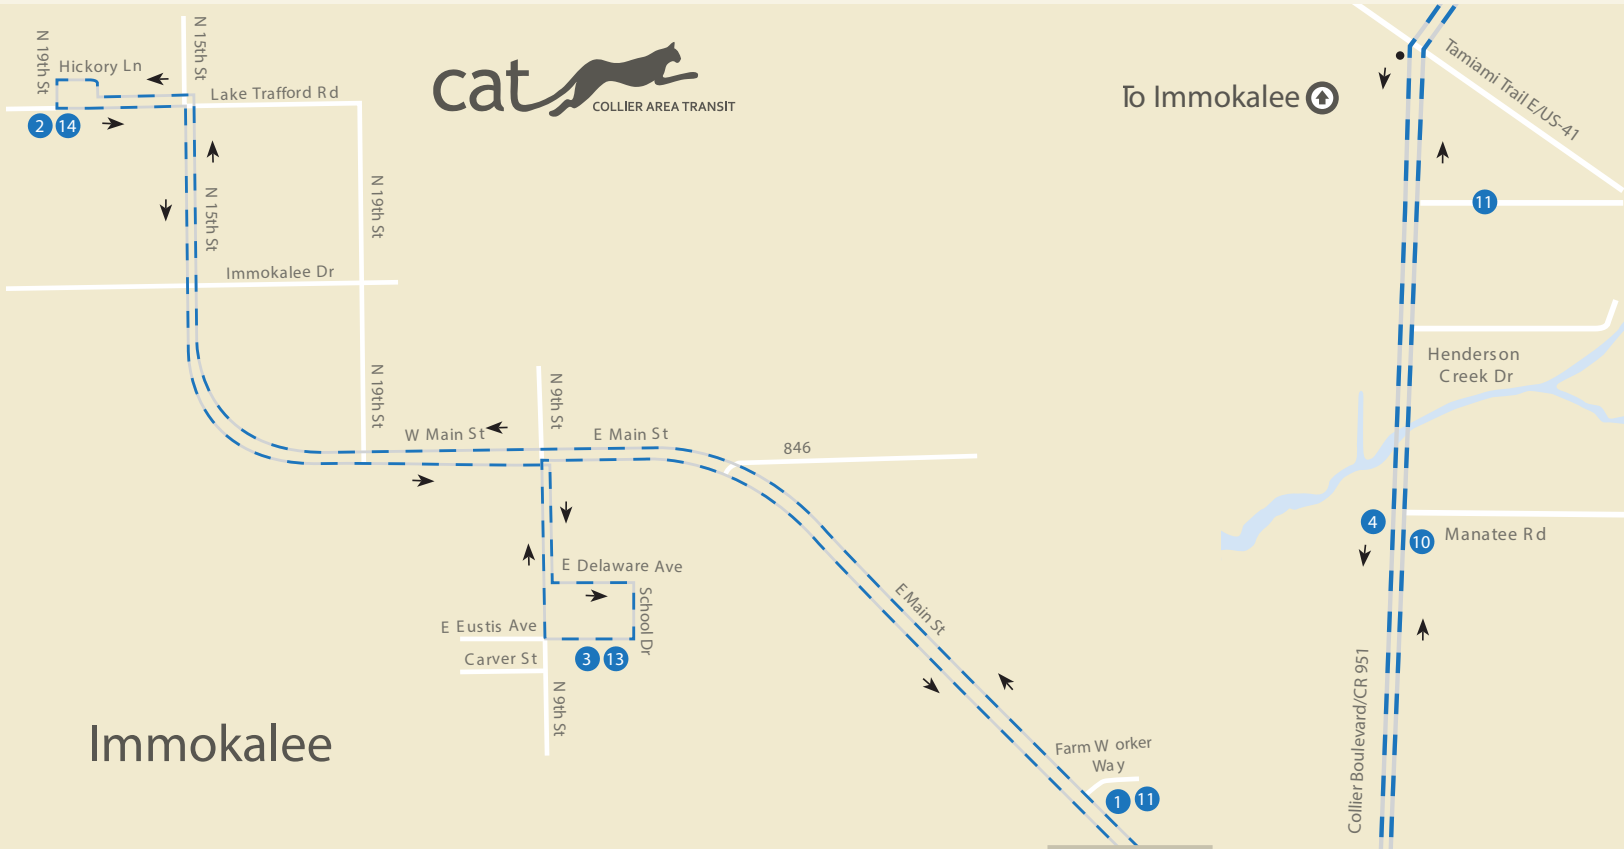 N 19th St
Hickory Ln
N 15th St
Lake Trafford Rd
2 14
cat
COLLIER AREA TRANSIT
To Immokalee
Tamiami Trail E/US-41
N 15th St
N 19th St
11
Immokalee Dr
Henderson
Creek Dr
N 19th St
W Main St
N 9th St
E Main St
846
4
10
Manatee Rd
E Delaware Ave
School Dr
E Main St
E Eustis Ave
Carver St
3 13
N 9th St
Immokalee
Farm W orker
Way
1 11
Collier Boulevard/CR 951